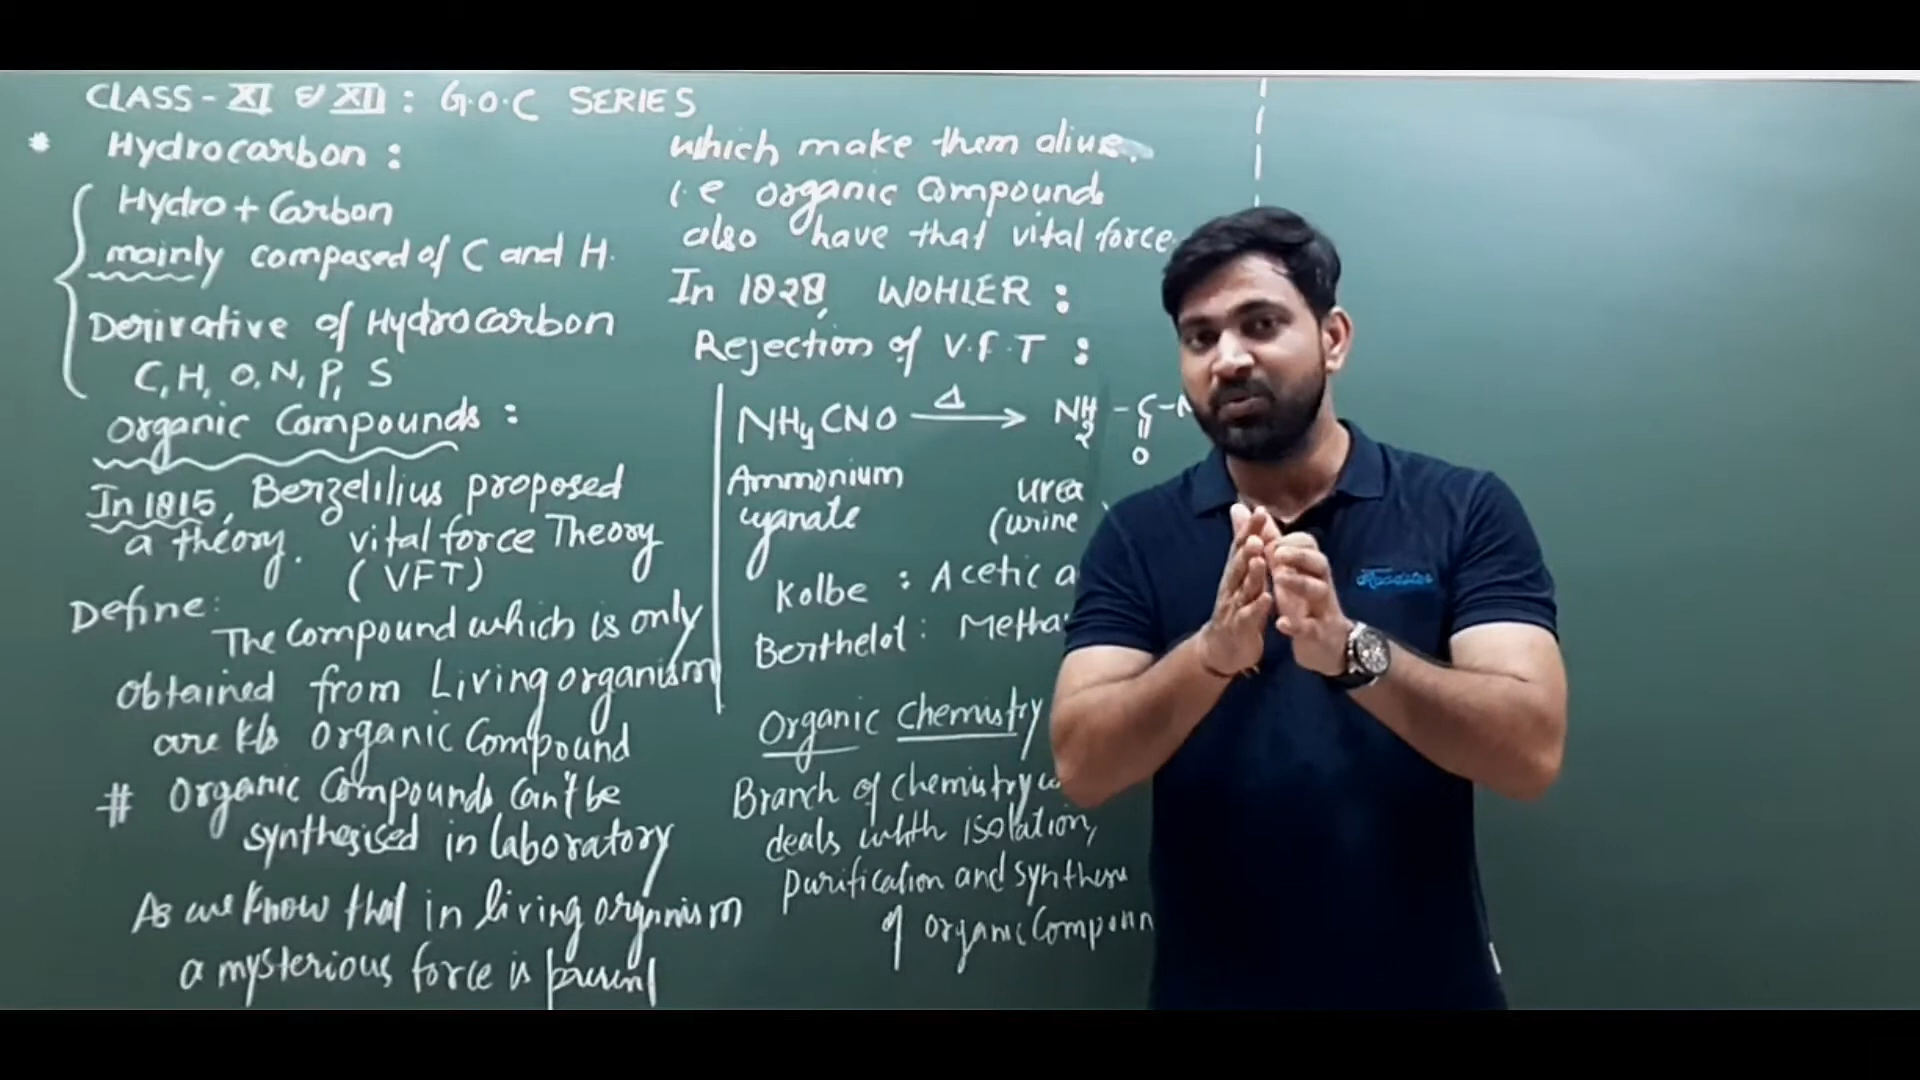 CLASS - XI & XII : G.O.C SERIES
* Hydrocarbon :
Hydro + Carbon
mainly composed of C and H.
Derivative of Hydrocarbon
C, H, O, N, P, S
Organic Compounds :
In 1815, Berzelilius proposed
a theory. vital force Theory
(VFT)
Define :
The compound which is only
obtained from Living organism
are k/s organic Compound
# Organic Compounds can't be
synthesised in laboratory
As we know that in living organism
a mysterious force is present
which make them alive.
i.e organic Compounds
also have that vital force
In 1828, WOHLER :
Rejection of V.F.T :
NH4CNO Δ → NH2 - C - N
O
Ammonium
cyanate
urea
(urine
Kolbe : Acetic a
Berthelot : Metha
Organic Chemistry
Branch of chemistry w
deals with isolation,
purification and synthese
of organic Compoun
Roadster